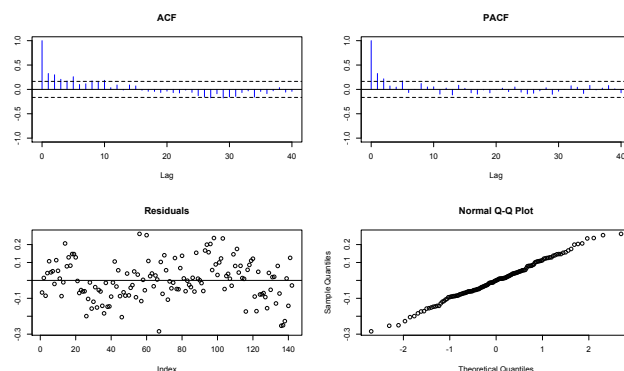 ACF
PACF
1.0
0.5
0.0
-0.5
-1.0
0 10 20 30 40
Lag
1.0
0.5
0.0
-0.5
-1.0
0 10 20 30 40
Lag
Residuals
Normal Q-Q Plot
0.2
0.1
-0.1
-0.3
0 20 40 60 80 100 120 140
Index
Sample Quantiles
0.2
0.1
-0.1
-0.3
-2 -1 0 1 2
Theoretical Quantiles